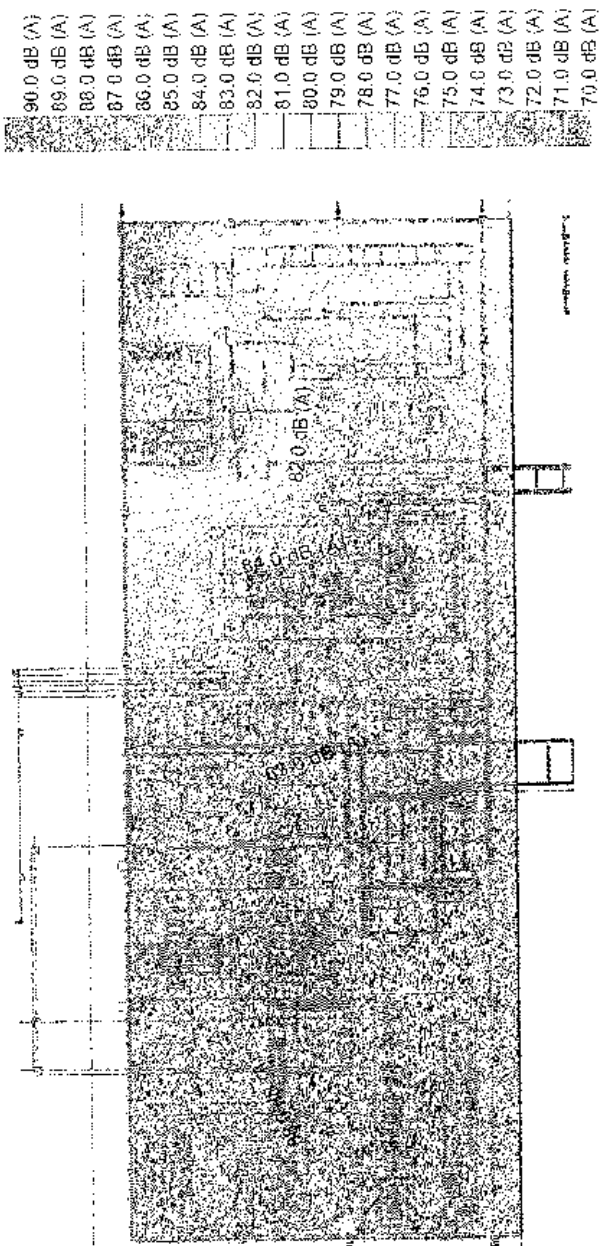 90.0 dB (A)
89.0 dB (A)
88.0 dB (A)
87.0 dB (A)
86.0 dB (A)
85.0 dB (A)
84.0 dB (A)
83.0 dB (A)
82.0 dB (A)
81.0 dB (A)
80.0 dB (A)
79.0 dB (A)
78.0 dB (A)
77.0 dB (A)
76.0 dB (A)
75.0 dB (A)
74.0 dB (A)
73.0 dB (A)
72.0 dB (A)
71.0 dB (A)
70.0 dB (A)
82.0 dB (A)
84.0 dB (A)
dB (A)